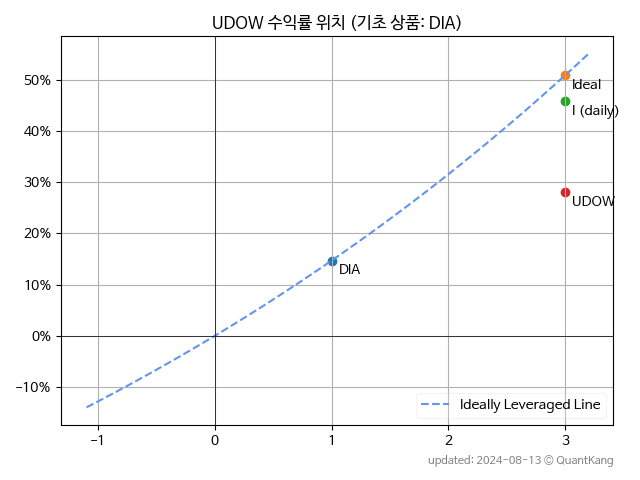 UDOW 수익률 위치 (기초 상품: DIA)
50%
40%
30%
20%
10%
0%
−10%
Ideal
I (daily)
UDOW
DIA
Ideally Leveraged Line
−1
0
1
2
3
updated: 2024-08-13 © QuantKang